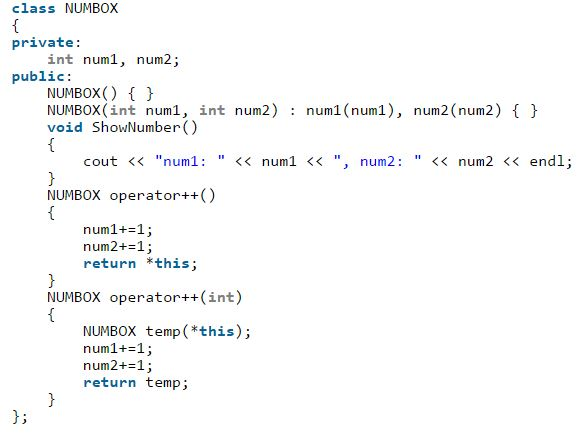 class NUMBOX
{
private:
    int num1, num2;
public:
    NUMBOX() { }
    NUMBOX(int num1, int num2) : num1(num1), num2(num2) { }
    void ShowNumber()
    {
        cout << "num1: " << num1 << ", num2: " << num2 << endl;
    }
    NUMBOX operator++()
    {
        num1+=1;
        num2+=1;
        return *this;
    }
    NUMBOX operator++(int)
    {
        NUMBOX temp(*this);
        num1+=1;
        num2+=1;
        return temp;
    }
};